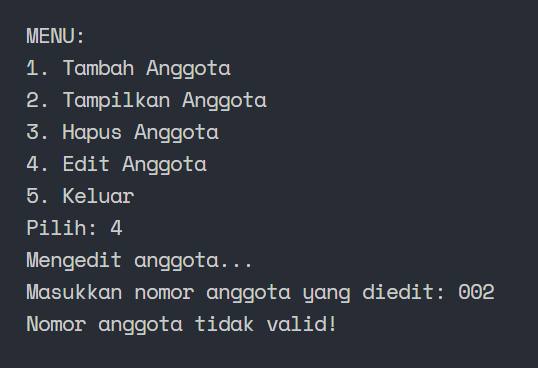 MENU:
1. Tambah Anggota
2. Tampilkan Anggota
3. Hapus Anggota
4. Edit Anggota
5. Keluar
Pilih: 4
Mengedit anggota...
Masukkan nomor anggota yang diedit: 002
Nomor anggota tidak valid!